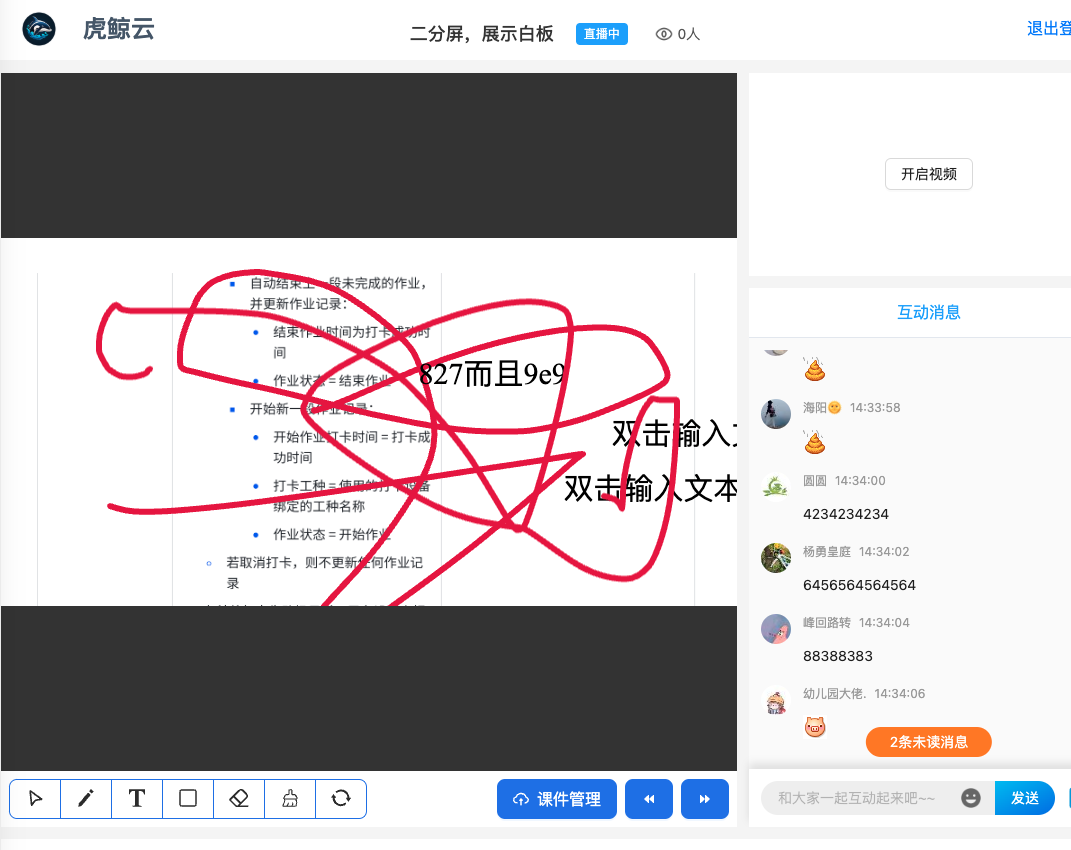 虎鲸云
二分屏，展示白板
直播中
0人
退出登
开启视频
自动结束上一段未完成的作业，
并更新作业记录：
结束作业时间为打卡成功时
间
作业状态 = 结束作业
开始新一段作业记录：
开始作业打卡时间 = 打卡成
功时间
打卡工种 = 使用的打卡设备
绑定的工种名称
作业状态 = 开始作业
若取消打卡，则不更新任何作业记
录
827而且9e9
双击输入文
双击输入文本
互动消息
海阳 14:33:58
圆圆 14:34:00
4234234234
杨勇皇庭 14:34:02
6456564564564
峰回路转 14:34:04
88388383
幼儿园大佬. 14:34:06
2条未读消息
T
课件管理
和大家一起互动起来吧~~
发送